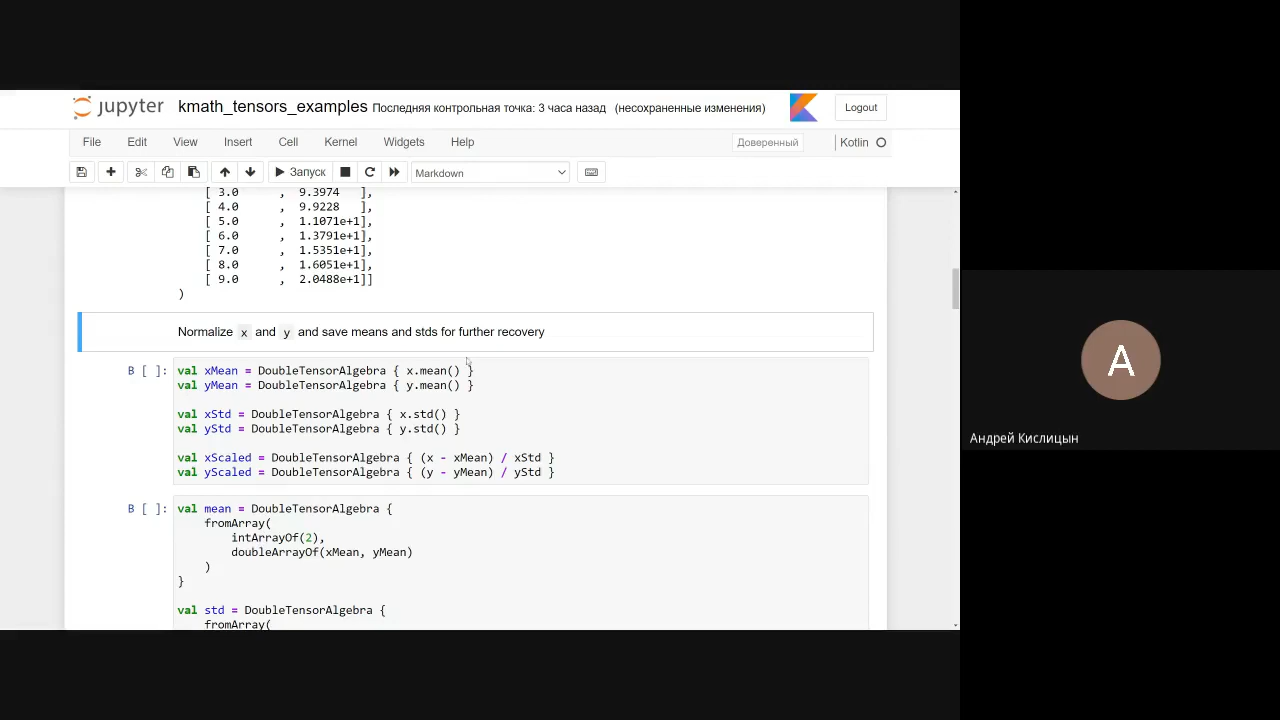 jupyter kmath_tensors_examples Последняя контрольная точка: 3 часа назад (несохраненные изменения) Logout
File Edit View Insert Cell Kernel Widgets Help Доверенный Kotlin
Запуск Markdown
[ 3.0 , 9.3974 ],
[ 4.0 , 9.9228 ],
[ 5.0 , 1.1071e+1],
[ 6.0 , 1.3791e+1],
[ 7.0 , 1.5351e+1],
[ 8.0 , 1.6051e+1],
[ 9.0 , 2.0488e+1]]
)
Normalize x and y and save means and stds for further recovery
B [ ]: val xMean = DoubleTensorAlgebra { x.mean() }
val yMean = DoubleTensorAlgebra { y.mean() }
val xStd = DoubleTensorAlgebra { x.std() }
val yStd = DoubleTensorAlgebra { y.std() }
val xScaled = DoubleTensorAlgebra { (x - xMean) / xStd }
val yScaled = DoubleTensorAlgebra { (y - yMean) / yStd }
B [ ]: val mean = DoubleTensorAlgebra {
fromArray(
intArrayOf(2),
doubleArrayOf(xMean, yMean)
)
}
val std = DoubleTensorAlgebra {
fromArray(
А
Андрей Кислицын